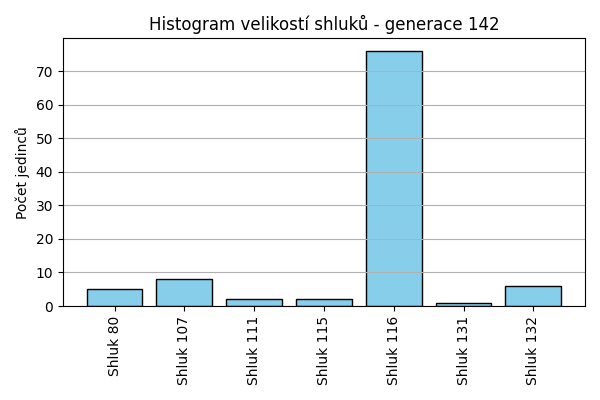 Histogram velikostí shluků - generace 142
Počet jedinců
70
60
50
40
30
20
10
0
Shluk 80
Shluk 107
Shluk 111
Shluk 115
Shluk 116
Shluk 131
Shluk 132